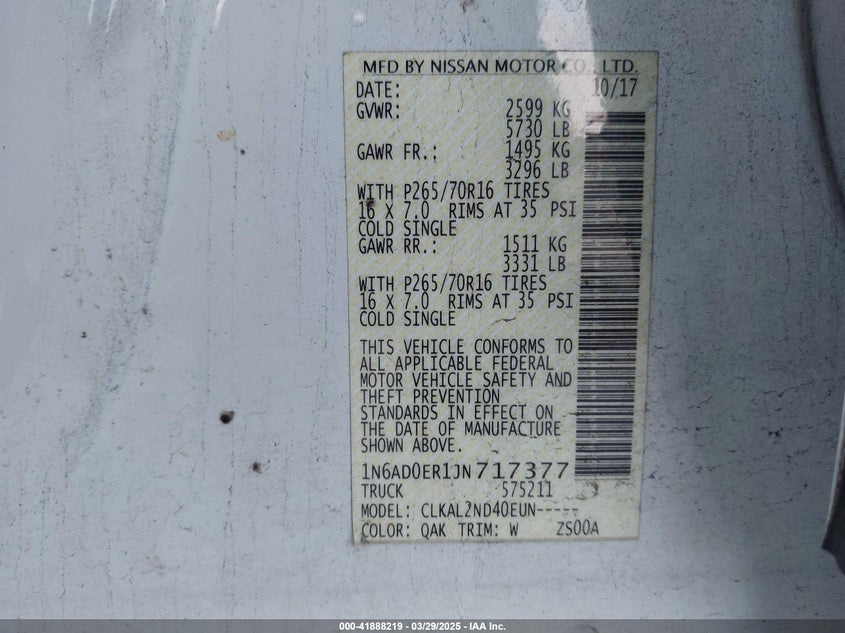 MFD BY NISSAN MOTOR CO., LTD.
DATE: 10/17
GVWR: 2599 KG
5730 LB
GAWR FR.: 1495 KG
3296 LB
WITH P265/70R16 TIRES
16 X 7.0 RIMS AT 35 PSI
COLD SINGLE
GAWR RR.: 1511 KG
3331 LB
WITH P265/70R16 TIRES
16 X 7.0 RIMS AT 35 PSI
COLD SINGLE
THIS VEHICLE CONFORMS TO
ALL APPLICABLE FEDERAL
MOTOR VEHICLE SAFETY AND
THEFT PREVENTION
STANDARDS IN EFFECT ON
THE DATE OF MANUFACTURE
SHOWN ABOVE.
1N6AD0ER1JN717377
TRUCK 575211
MODEL: CLKAL2ND40EUN-----
COLOR: QAK TRIM: W ZS00A
000-41888219 - 03/29/2025 - IAA Inc.